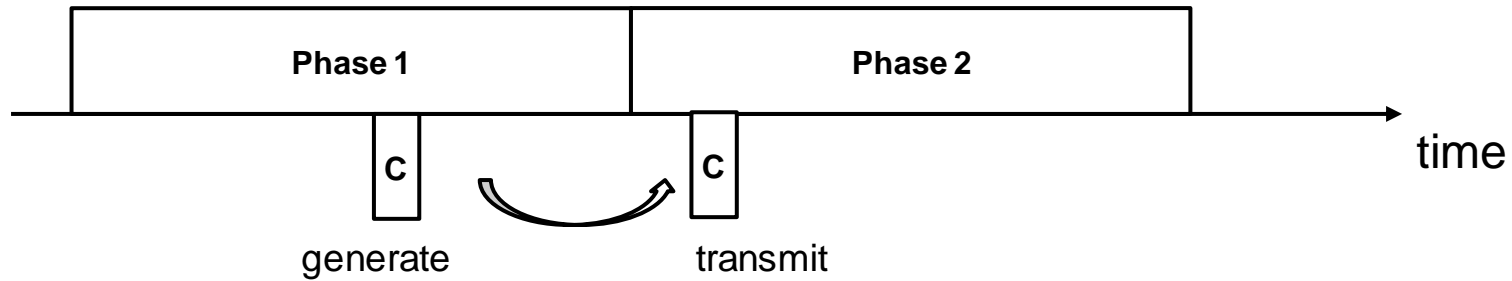 Phase 1
Phase 2
time
C
C
generate
transmit